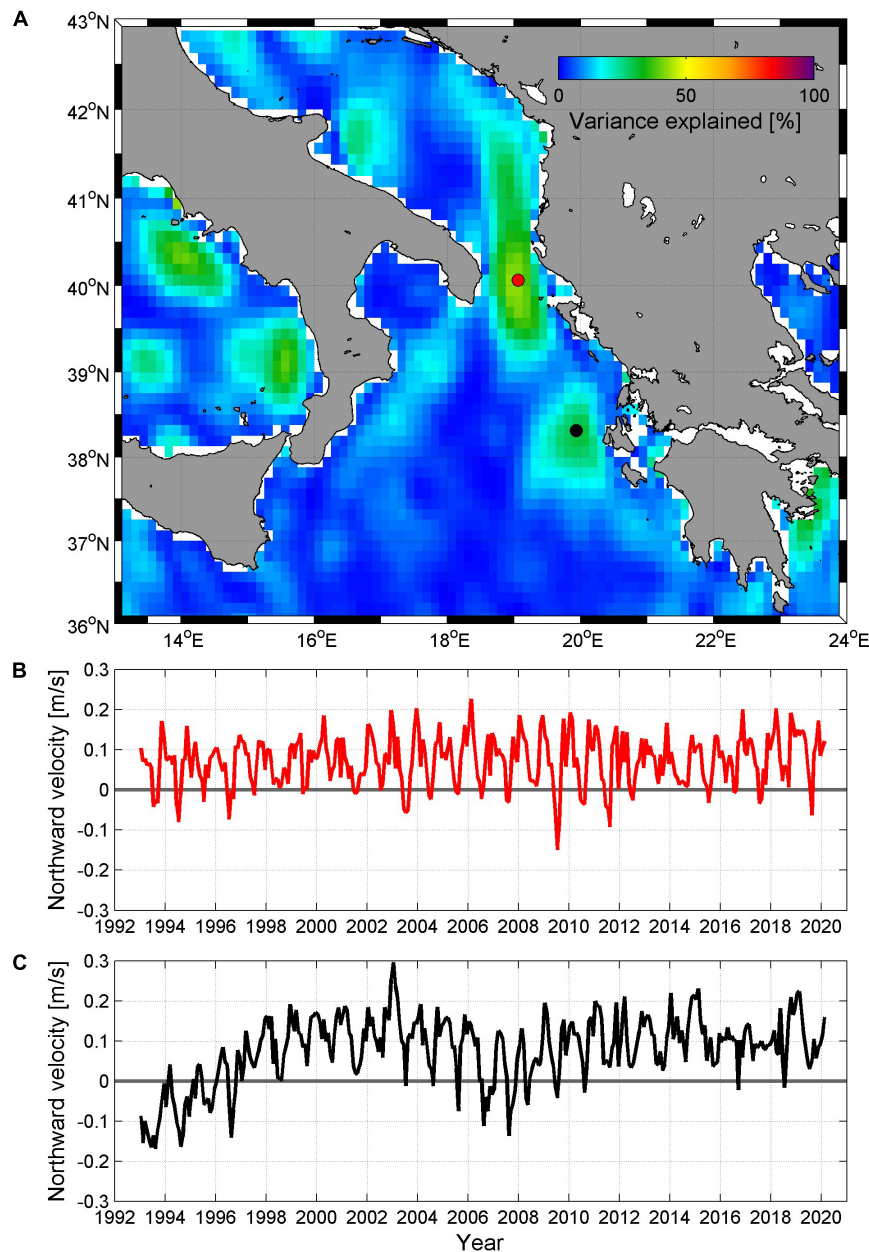 A
43°N
42°N
41°N
40°N
39°N
38°N
37°N
36°N
0 50 100
Variance explained [%]
14°E 16°E 18°E 20°E 22°E 24°E
B
Northward velocity [m/s]
0.3
0.2
0.1
0
-0.1
-0.2
-0.3
1992 1994 1996 1998 2000 2002 2004 2006 2008 2010 2012 2014 2016 2018 2020
C
Northward velocity [m/s]
0.3
0.2
0.1
0
-0.1
-0.2
-0.3
1992 1994 1996 1998 2000 2002 2004 2006 2008 2010 2012 2014 2016 2018 2020
Year